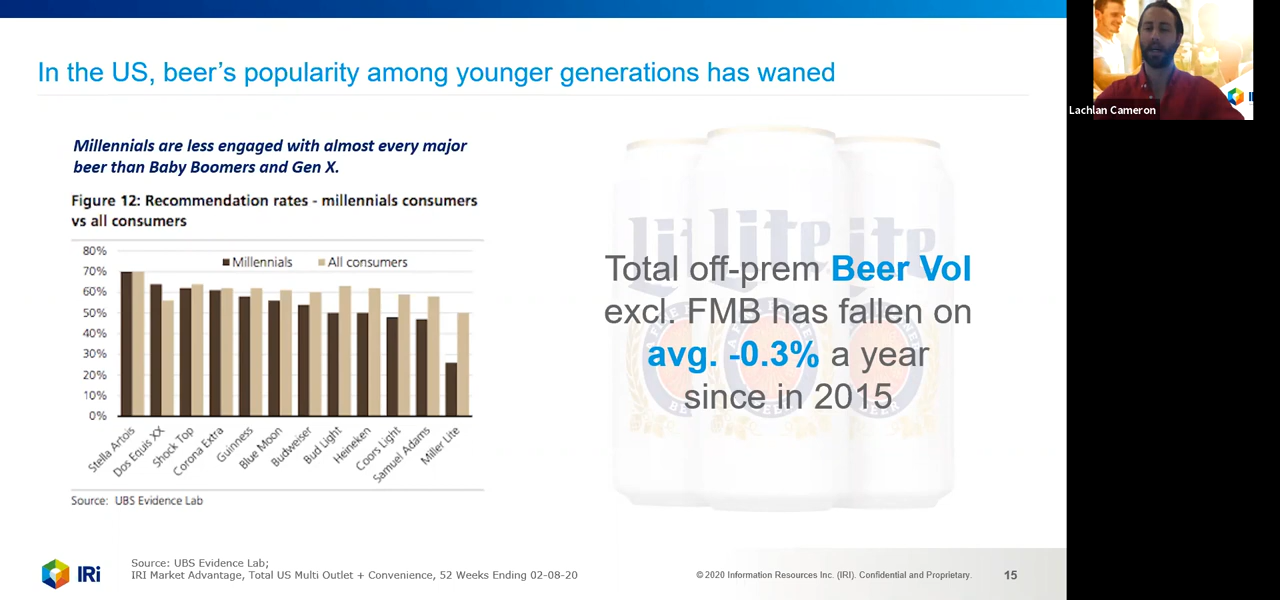 In the US, beer's popularity among younger generations has waned
Millennials are less engaged with almost every major
beer than Baby Boomers and Gen X.
Figure 12: Recommendation rates - millennials consumers
vs all consumers
Millennials All consumers
80%
70%
60%
50%
40%
30%
20%
10%
0%
Stella Artois
Dos Equis XX
Shock Top
Corona Extra
Guinness
Blue Moon
Budweiser
Bud Light
Heineken
Coors Light
Samuel Adams
Miller Lite
Source: UBS Evidence Lab
Lite
Total off-prem Beer Vol
excl. FMB has fallen on
avg. -0.3% a year
since in 2015
IRi
Source: UBS Evidence Lab;
IRI Market Advantage, Total US Multi Outlet + Convenience, 52 Weeks Ending 02-08-20
© 2020 Information Resources Inc. (IRI). Confidential and Proprietary.
15
Lachlan Cameron